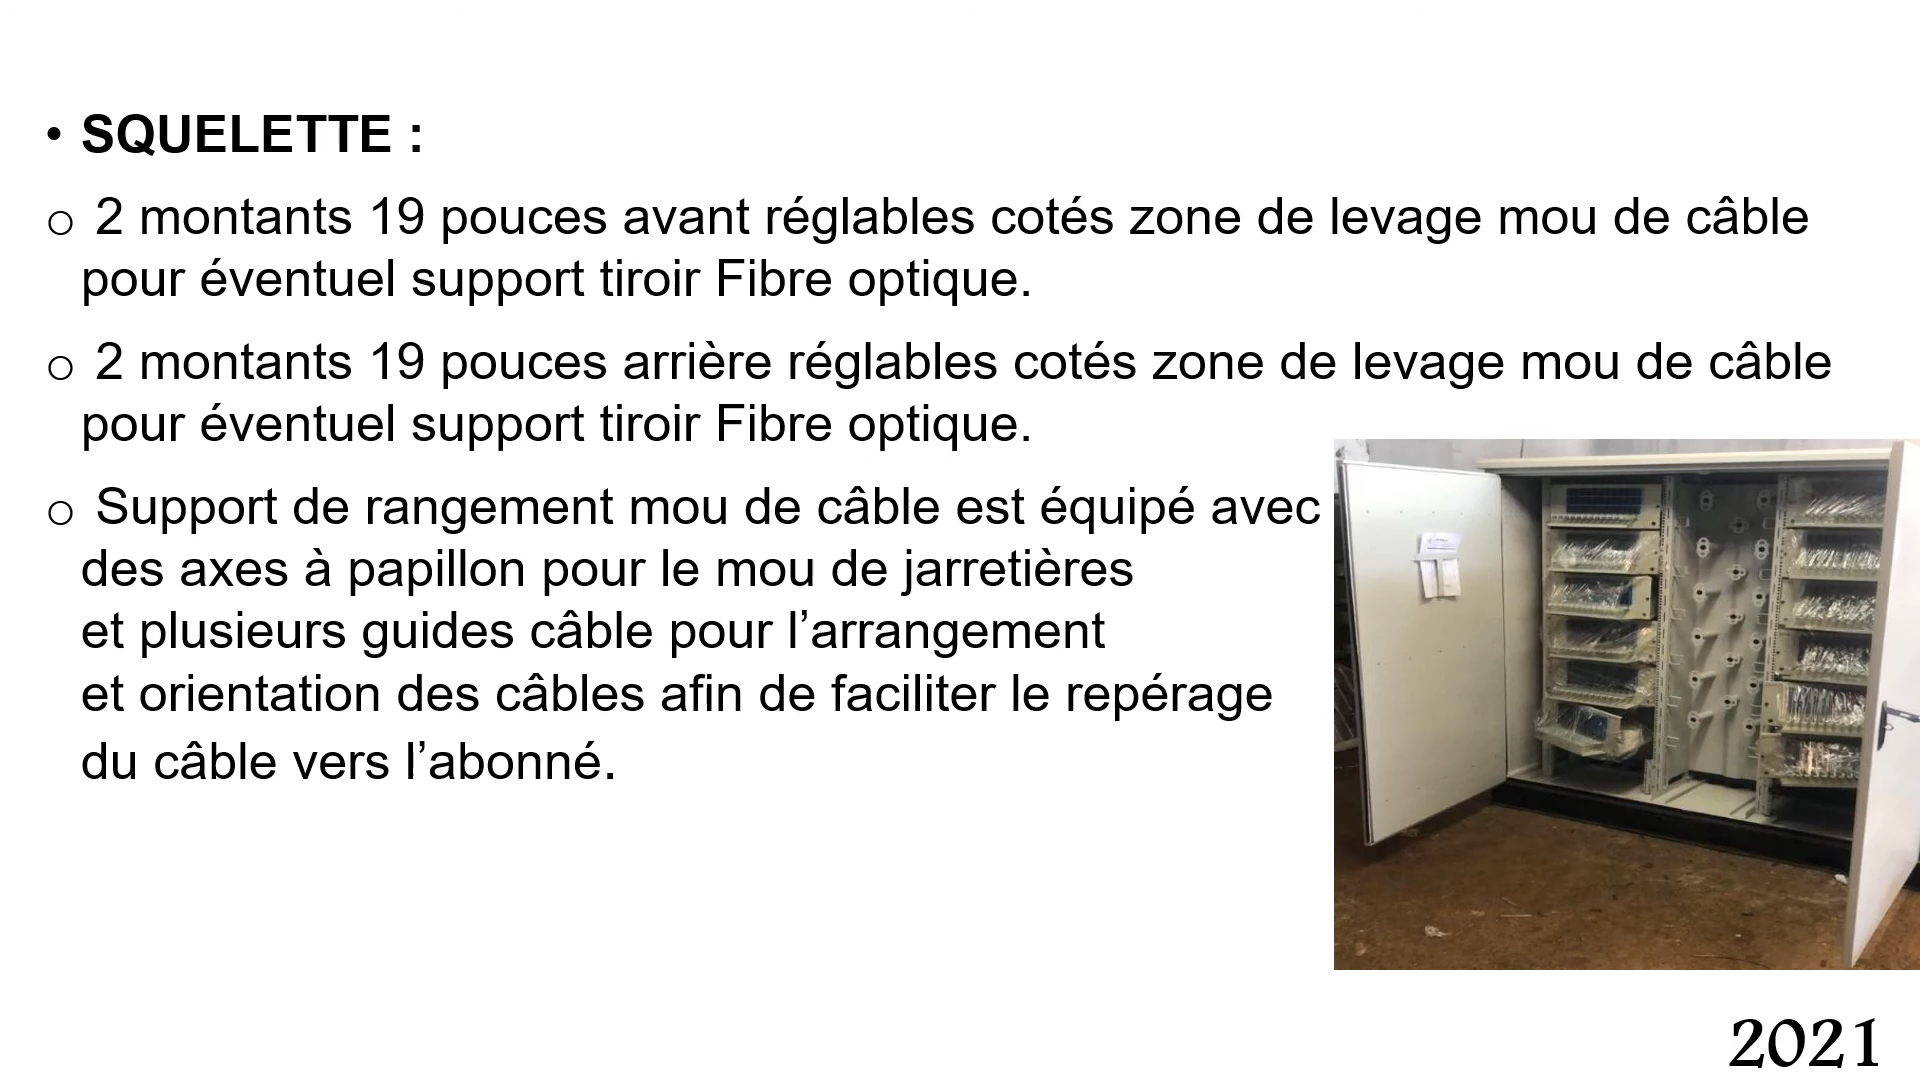 • SQUELETTE :
o 2 montants 19 pouces avant réglables cotés zone de levage mou de câble
pour éventuel support tiroir Fibre optique.
o 2 montants 19 pouces arrière réglables cotés zone de levage mou de câble
pour éventuel support tiroir Fibre optique.
o Support de rangement mou de câble est équipé avec
des axes à papillon pour le mou de jarretières
et plusieurs guides câble pour l’arrangement
et orientation des câbles afin de faciliter le repérage
du câble vers l’abonné.
2021